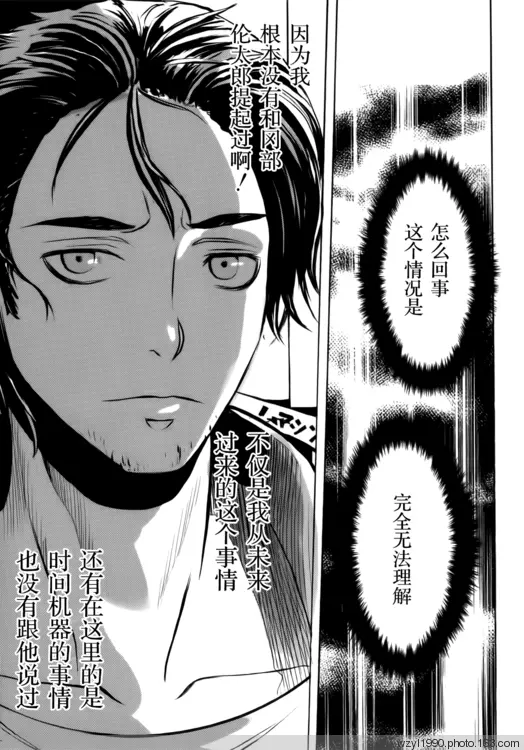 怎么回事
这个情况是
完全无法理解
因为我
根本没有和冈部
伦太郎提起过啊！
不仅是我从未来
过来的这个事情
还有在这里的是
时间机器的事情
也没有跟他说过
yzyl1990.photo.163.com